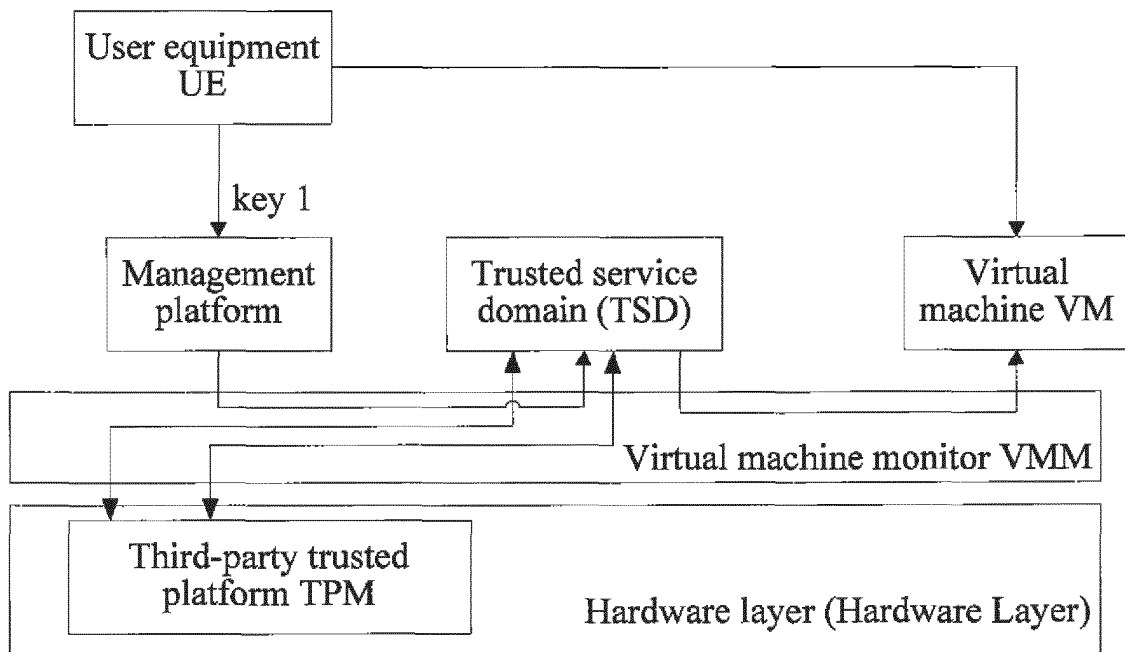 User equipment
UE
key 1
Management
platform
Trusted service
domain (TSD)
Virtual
machine VM
Virtual machine monitor VMM
Third-party trusted
platform TPM
Hardware layer (Hardware Layer)